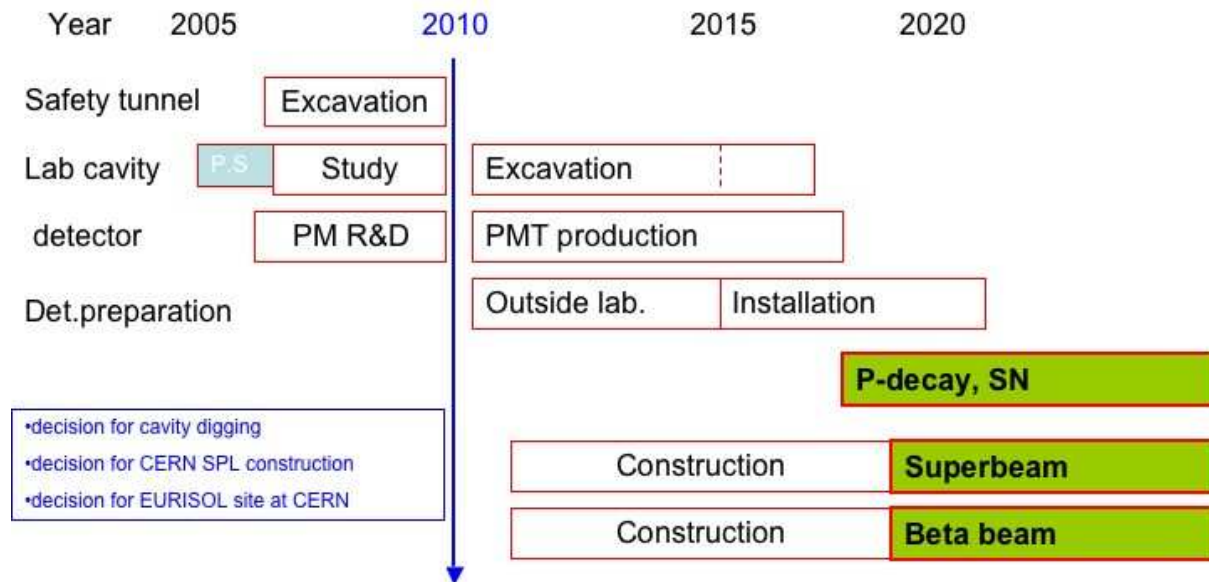 Year 2005 2010 2015 2020
Safety tunnel Excavation
Lab cavity P.S Study Excavation
detector PM R&D PMT production
Det.preparation Outside lab. Installation
P-decay, SN
•decision for cavity digging
•decision for CERN SPL construction
•decision for EURISOL site at CERN
Construction Superbeam
Construction Beta beam